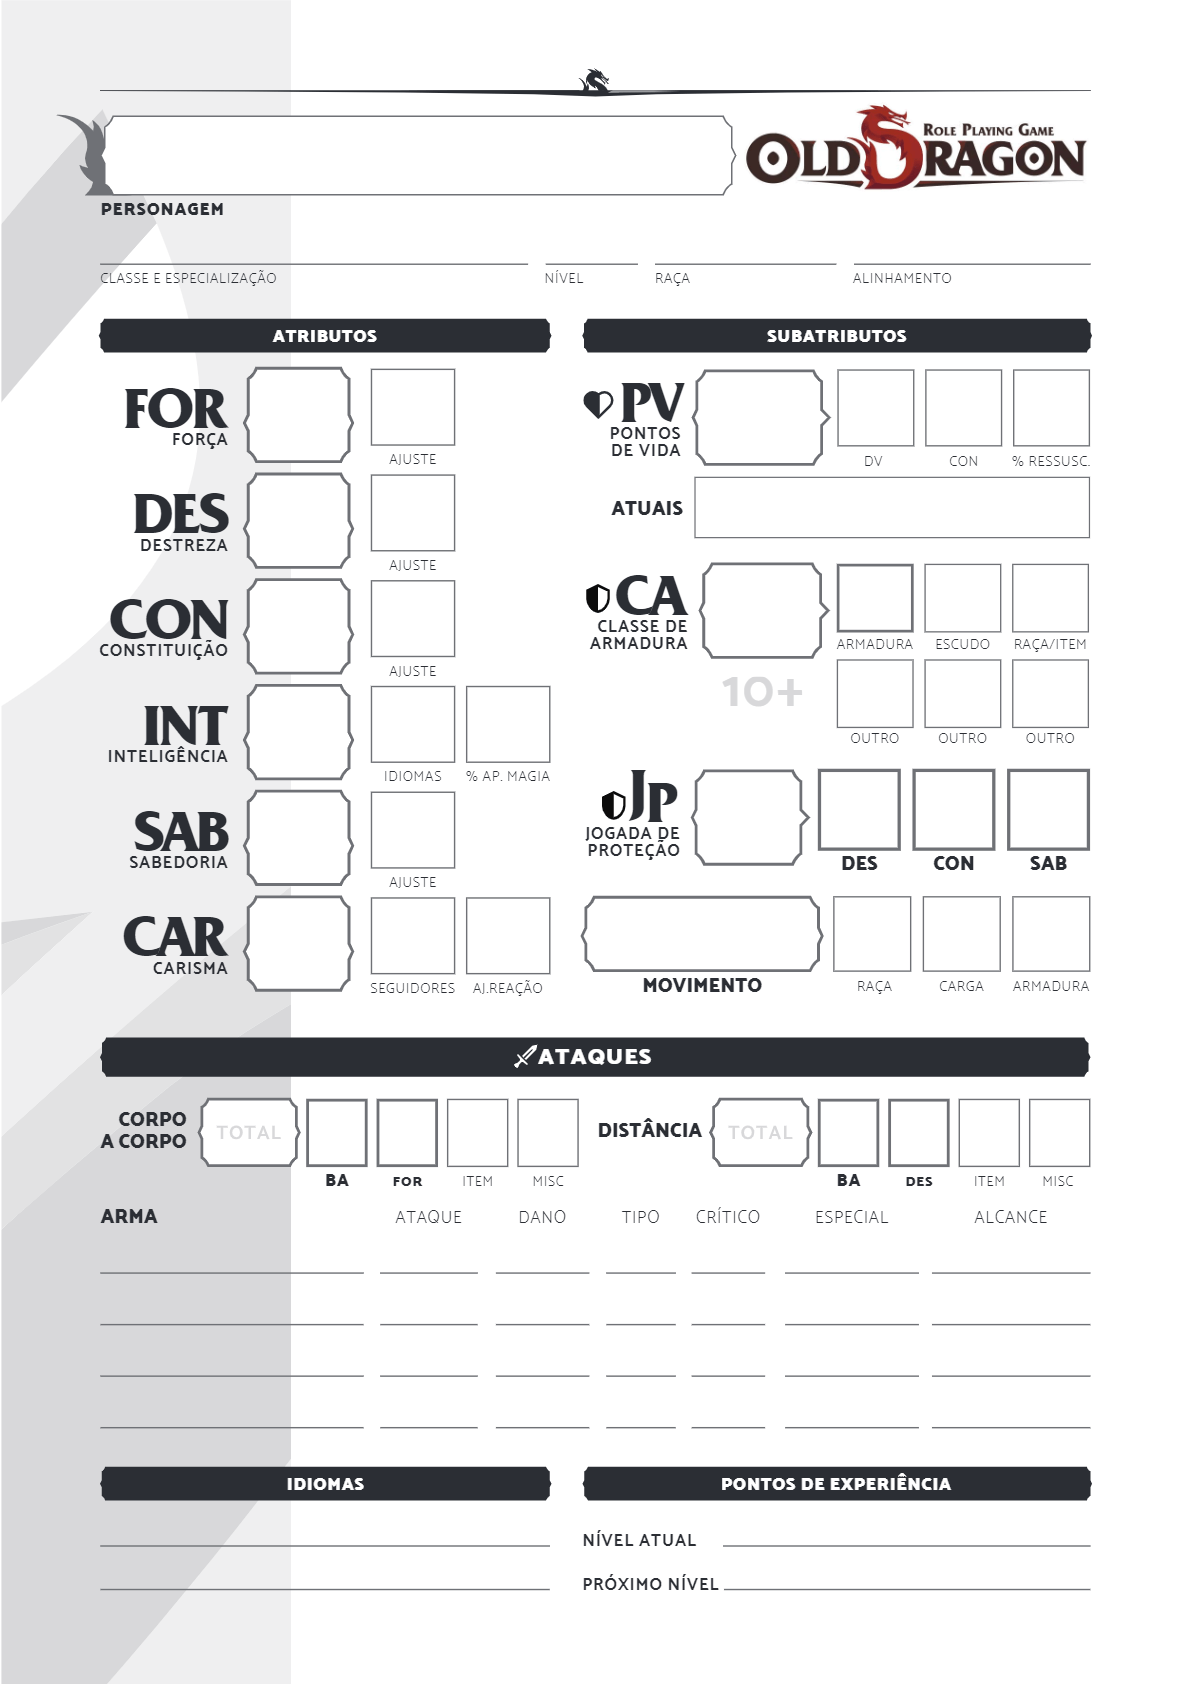 ROLE PLAYING GAME
OLD DRAGON
PERSONAGEM
CLASSE E ESPECIALIZAÇÃO NÍVEL RAÇA ALINHAMENTO
ATRIBUTOS
FOR
FORÇA
AJUSTE
DES
DESTREZA
AJUSTE
CON
CONSTITUIÇÃO
AJUSTE
INT
INTELIGÊNCIA
IDIOMAS % AP. MAGIA
SAB
SABEDORIA
AJUSTE
CAR
CARISMA
SEGUIDORES AJ.REAÇÃO
SUBATRIBUTOS
PV
PONTOS
DE VIDA
DV CON % RESSUSC.
ATUAIS
CA
CLASSE DE
ARMADURA
ARMADURA ESCUDO RAÇA/ITEM
10+
OUTRO OUTRO OUTRO
JP
JOGADA DE
PROTEÇÃO
DES CON SAB
MOVIMENTO RAÇA CARGA ARMADURA
ATAQUES
CORPO
A CORPO
TOTAL
BA FOR ITEM MISC
DISTÂNCIA
TOTAL
BA DES ITEM MISC
ARMA ATAQUE DANO TIPO CRÍTICO ESPECIAL ALCANCE
IDIOMAS
PONTOS DE EXPERIÊNCIA
NÍVEL ATUAL
PRÓXIMO NÍVEL